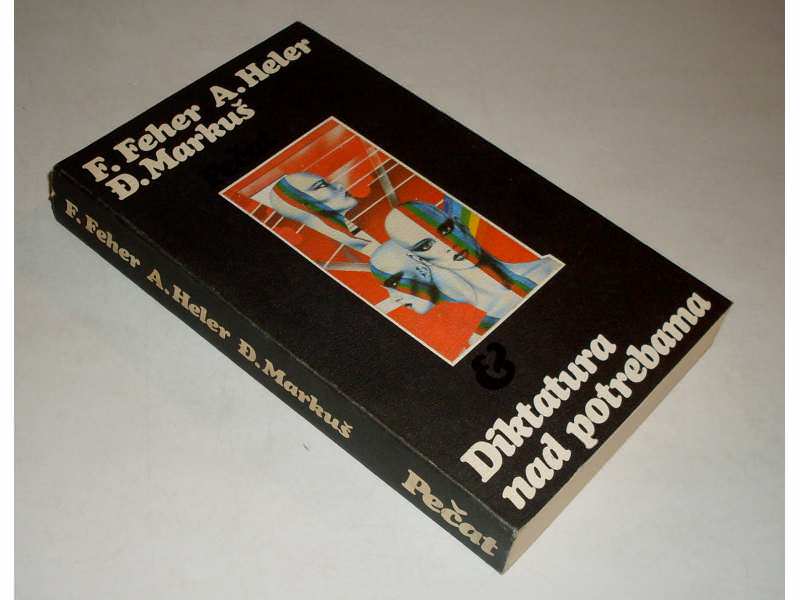 F. Feher A. Heler
Đ. Markuš
Diktatura
nad potrebama
F. Feher A. Heler Đ. Markuš
Pečat